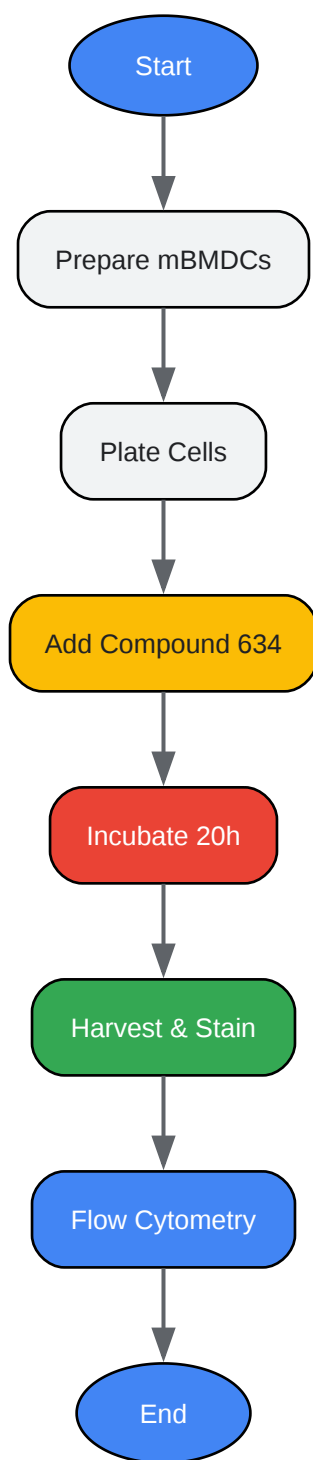 Start
Prepare mBMDCs
Plate Cells
Add Compound 634
Incubate 20h
Harvest & Stain
Flow Cytometry
End